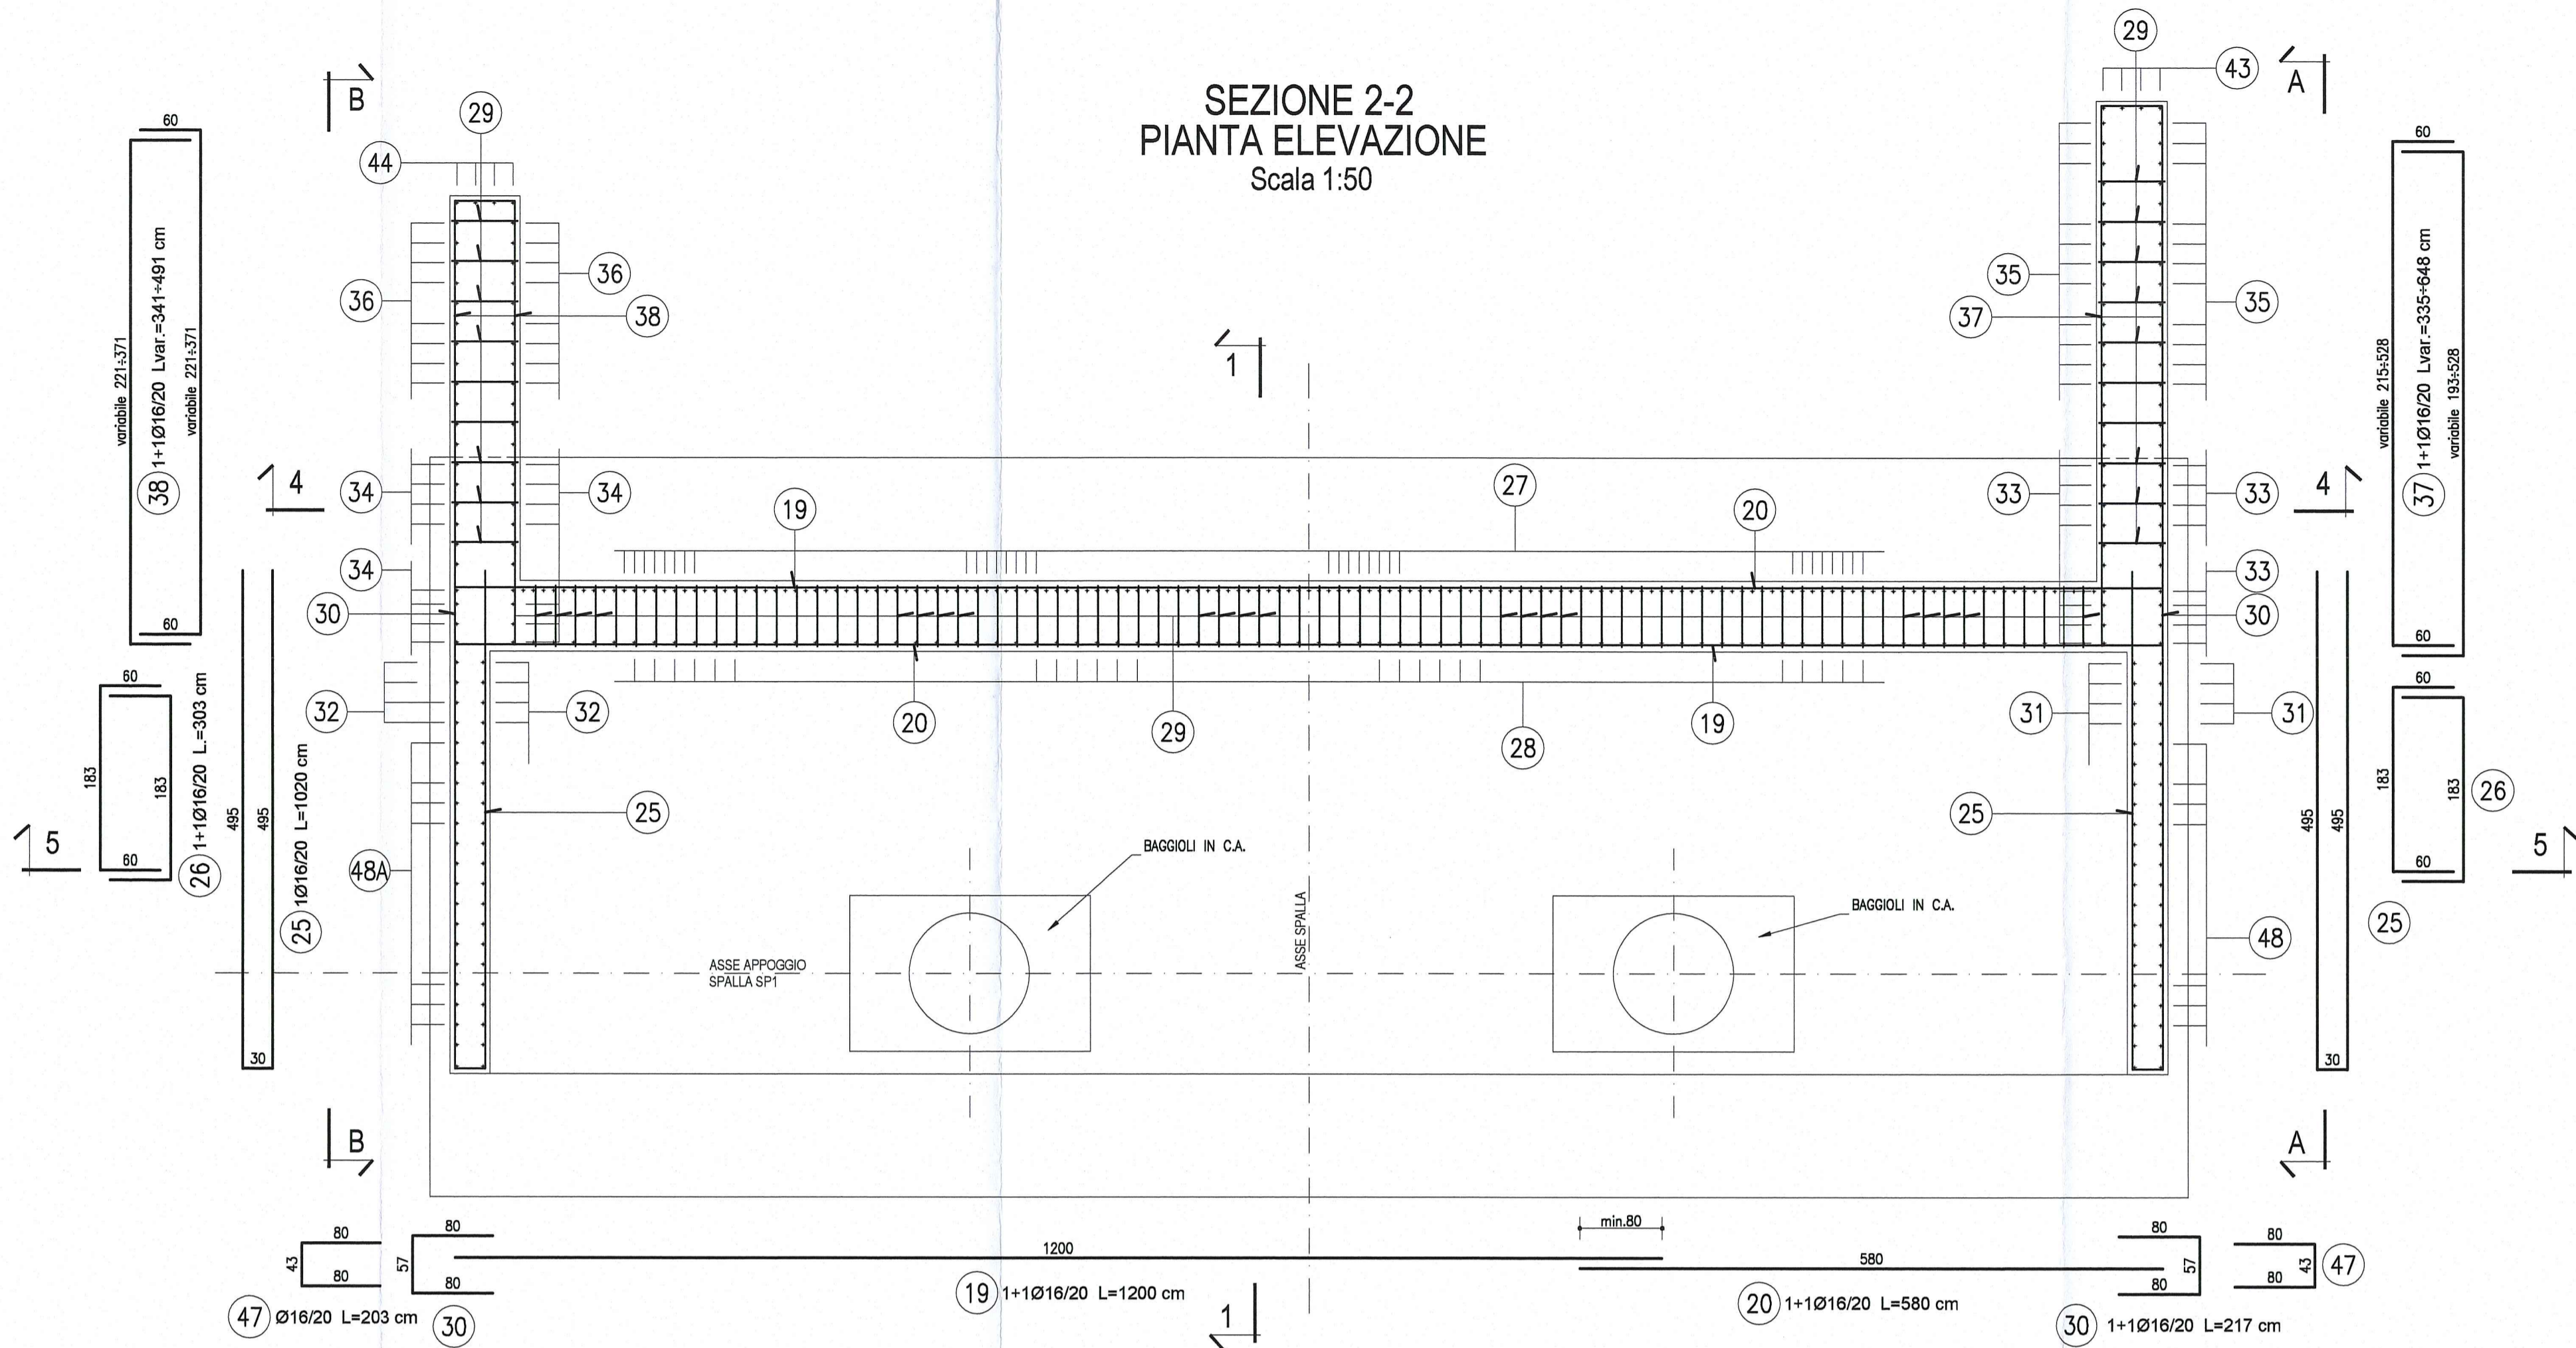 SEZIONE 2-2
PIANTA ELEVAZIONE
Scala 1:50
B
29
44
36
36
38
34
34
34
30
32
32
25
48A
29
43
A
35
35
37
33
33
33
30
31
31
25
48
1
27
19
20
20
29
28
19
4
4
5
5
60
variabile 221÷371
38 1+1Ø16/20 Lvar.=341÷491 cm
variabile 221÷371
60
60
183
183
60
26 1+1Ø16/20 L.=303 cm
495
495
30
25 1Ø16/20 L=1020 cm
60
variabile 215÷528
37 1+1Ø16/20 Lvar.=335÷648 cm
variabile 193÷528
60
60
183
183
60
26
495
495
30
25
BAGGIOLI IN C.A.
BAGGIOLI IN C.A.
ASSE SPALLA
ASSE APPOGGIO
SPALLA SP1
B
A
80
43
80
47 Ø16/20 L=203 cm
80
57
80
30
1200
19 1+1Ø16/20 L=1200 cm
1
min.80
580
20 1+1Ø16/20 L=580 cm
80
57
80
30 1+1Ø16/20 L=217 cm
80
43
80
47